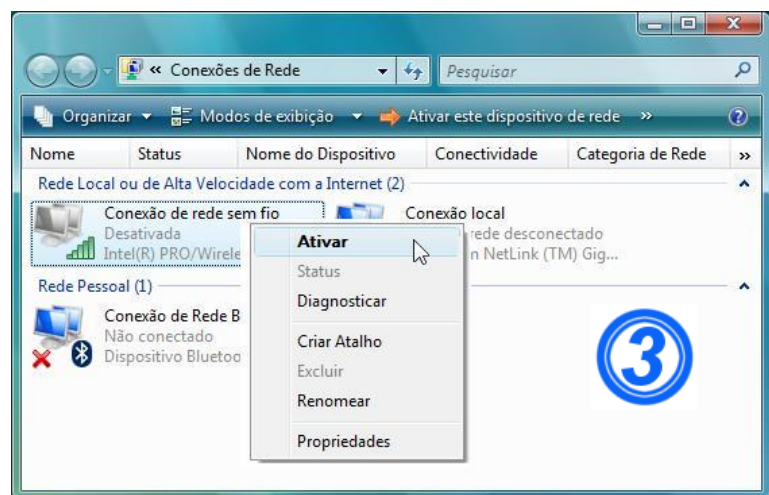 « Conexões de Rede
Pesquisar
Organizar
Modos de exibição
Ativar este dispositivo de rede »
Nome Status Nome do Dispositivo Conectividade Categoria de Rede »
Rede Local ou de Alta Velocidade com a Internet (2)
Conexão de rede sem fio
Desativada
Intel(R) PRO/Wirele
Conexão local
rede desconectado
n NetLink (TM) Gig...
Rede Pessoal (1)
Conexão de Rede B
Não conectado
Dispositivo Bluetoo
Ativar
Status
Diagnosticar
Criar Atalho
Excluir
Renomear
Propriedades
3